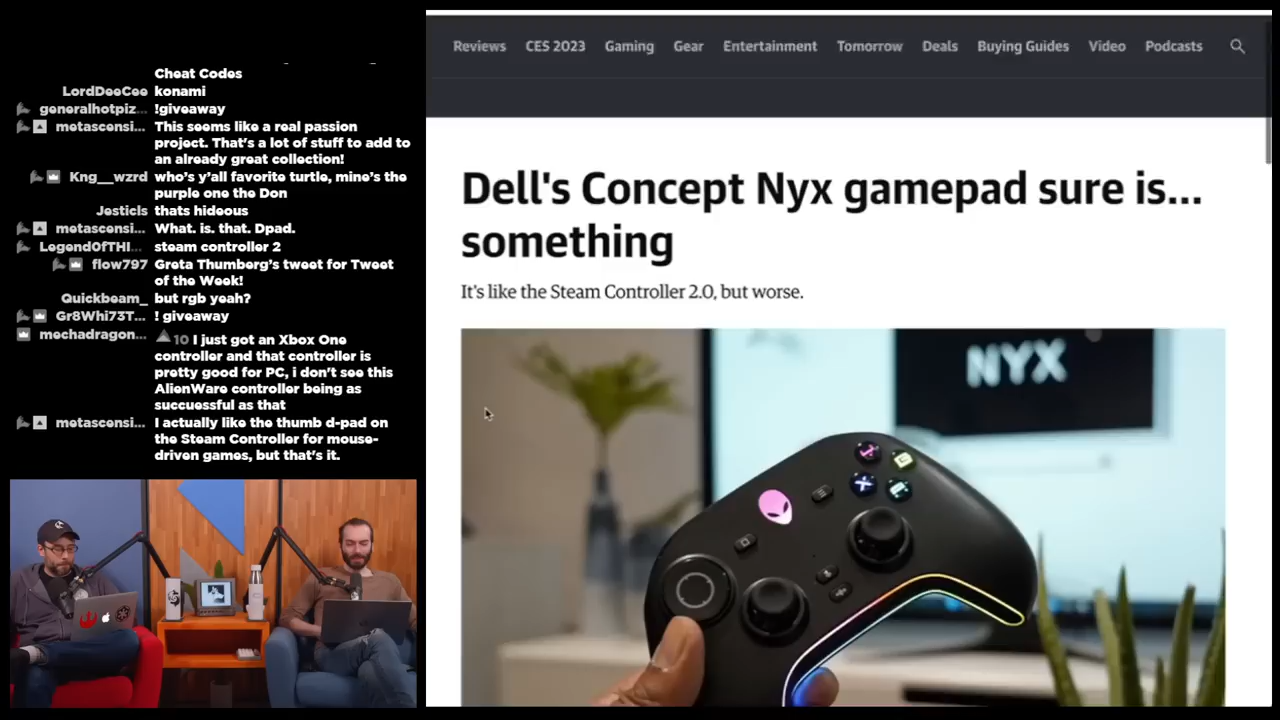 Cheat Codes
LordDeeCee konami
generalhotpiz... !giveaway
metascensi... This seems like a real passion
project. That's a lot of stuff to add to
an already great collection!
Kng__wzrd who's y'all favorite turtle, mine's the
purple one the Don
Jesticls thats hideous
metascensi... What. is. that. Dpad.
LegendOfTHI... steam controller 2
flow797 Greta Thumberg's tweet for Tweet
of the Week!
Quickbeam_ but rgb yeah?
Gr8Whi73T... ! giveaway
mechadragon... 10 I just got an Xbox One
controller and that controller is
pretty good for PC, i don't see this
AlienWare controller being as
succuessful as that
metascensi... I actually like the thumb d-pad on
the Steam Controller for mouse-
driven games, but that's it.
Reviews CES 2023 Gaming Gear Entertainment Tomorrow Deals Buying Guides Video Podcasts
Dell's Concept Nyx gamepad sure is...
something
It's like the Steam Controller 2.0, but worse.
NYX
X